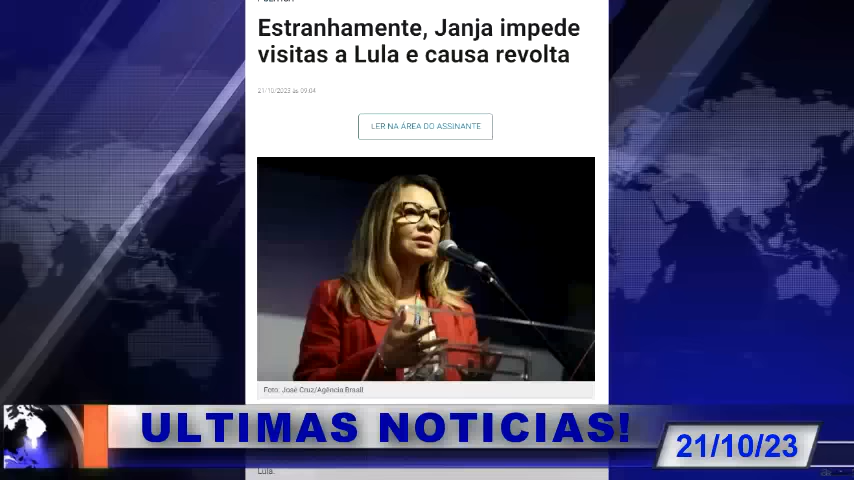 Estranhamente, Janja impede
visitas a Lula e causa revolta
21/10/2023 às 09:04
LER NA ÁREA DO ASSINANTE
Foto: José Cruz/Agência Brasil
ULTIMAS NOTICIAS!
21/10/23
Lula.